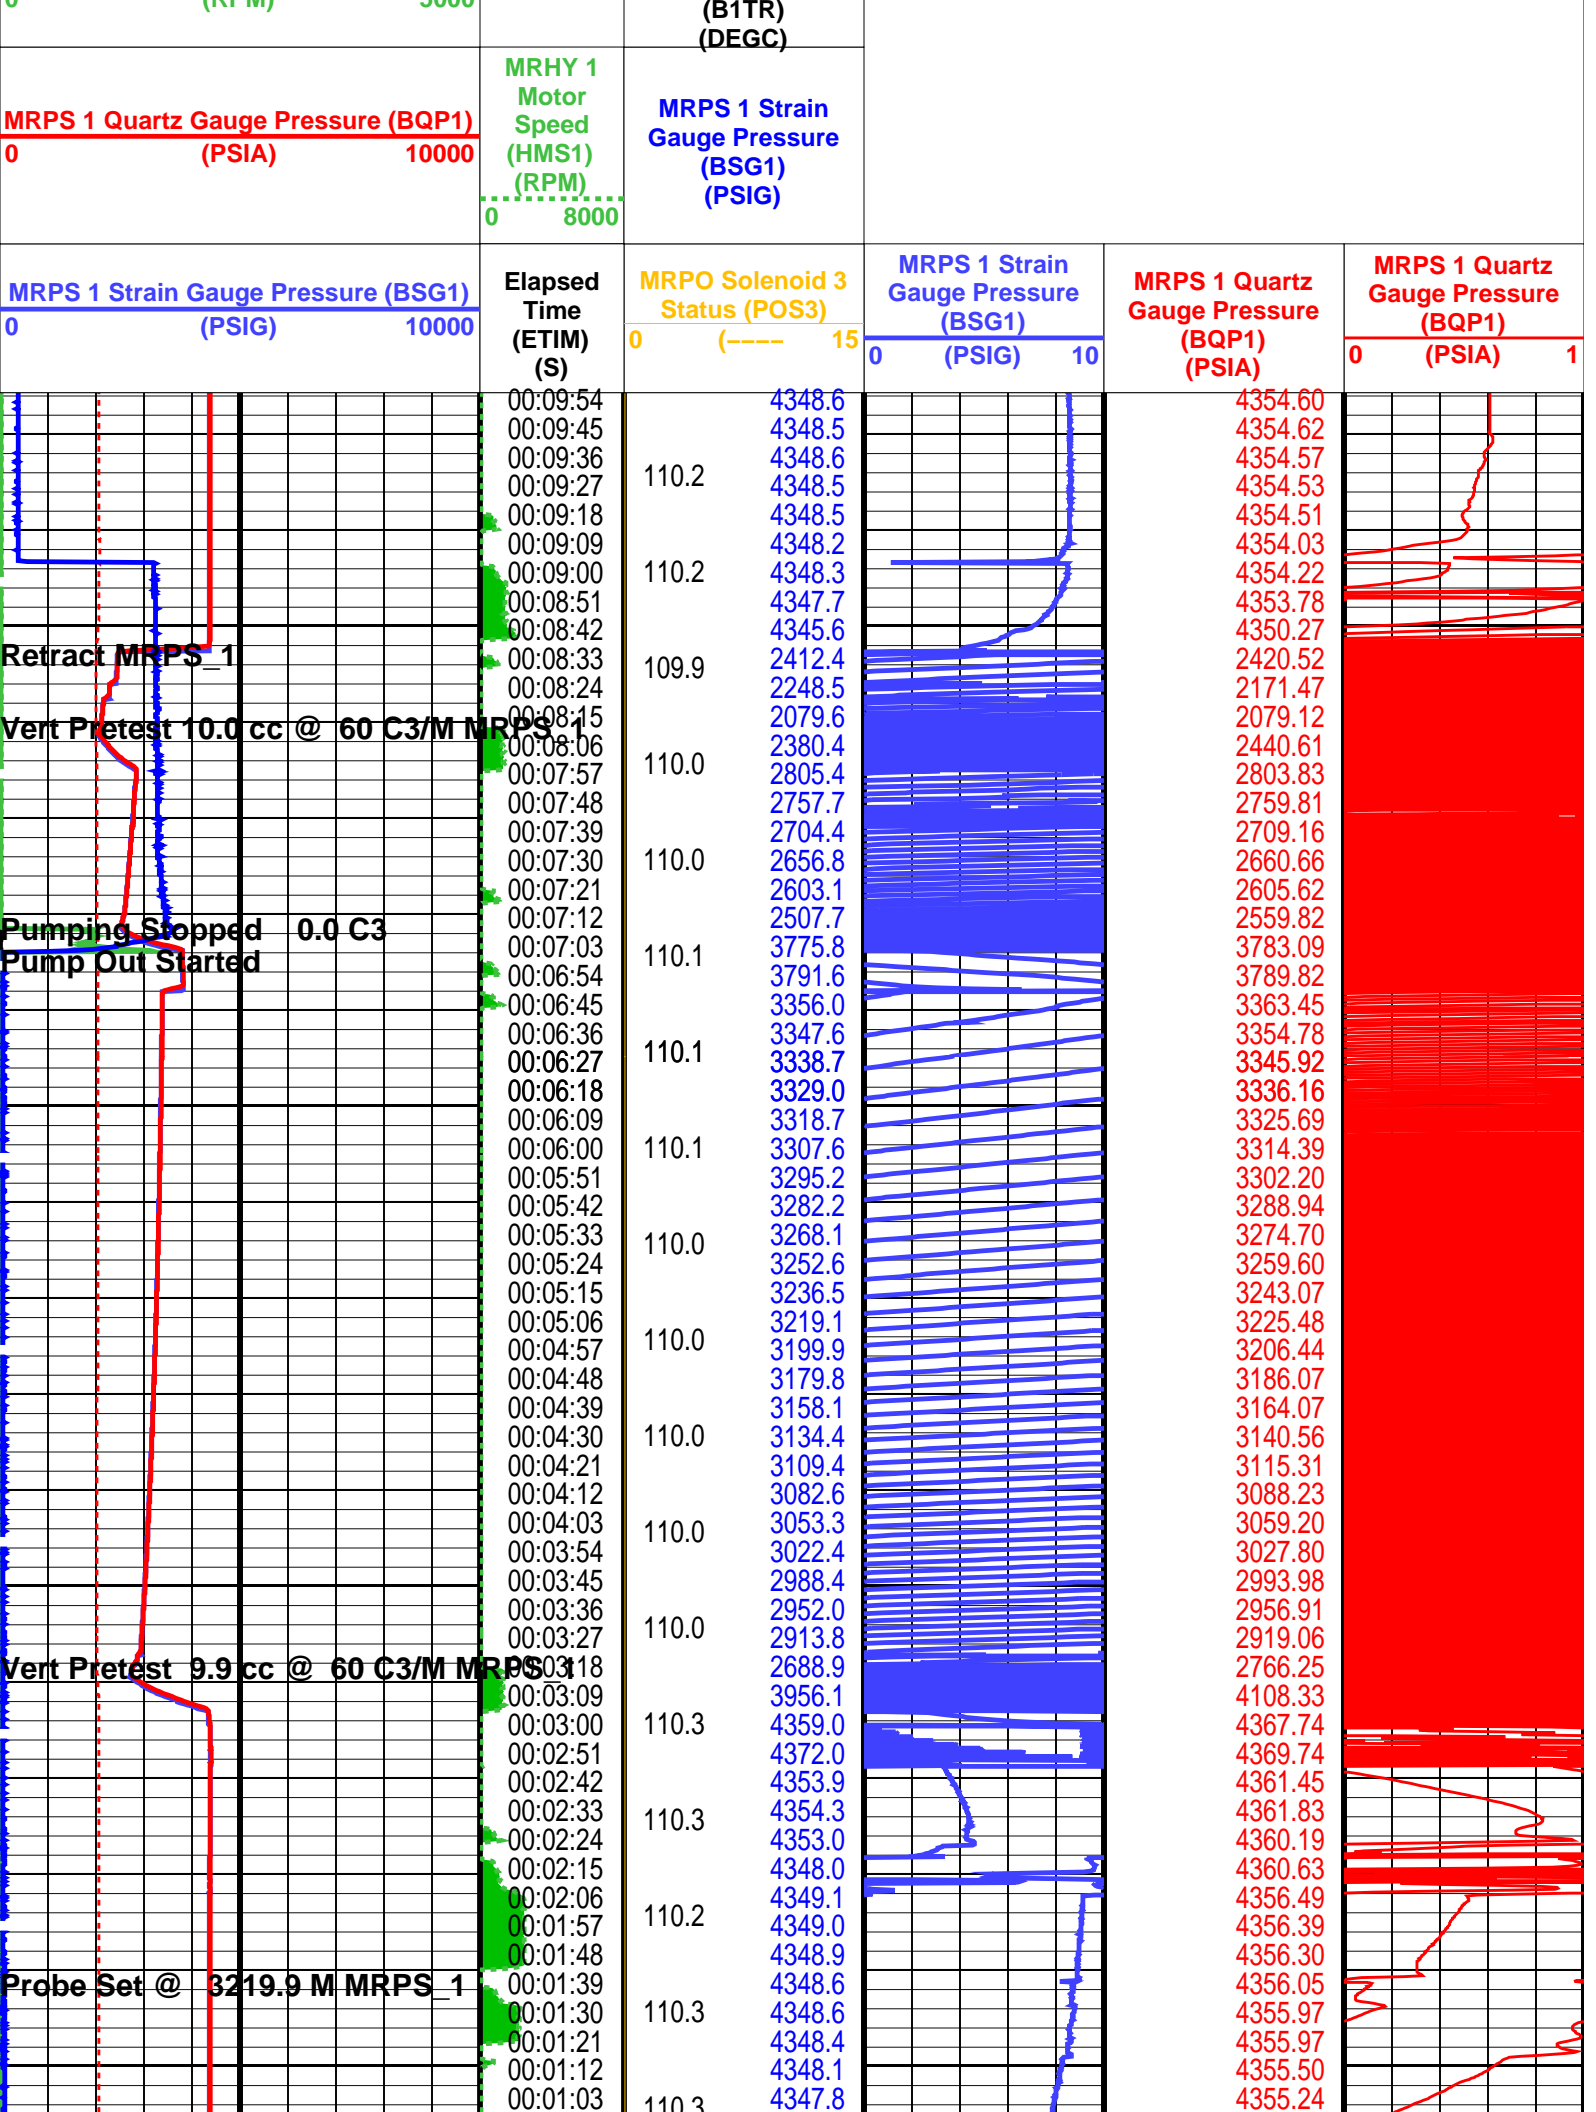 0 (RPM) 5000
(B1TR)
(DEGC)
MRPS 1 Quartz Gauge Pressure (BQP1)
0 (PSIA) 10000
MRHY 1
Motor
Speed
(HMS1)
(RPM)
0 8000
MRPS 1 Strain
Gauge Pressure
(BSG1)
(PSIG)
MRPS 1 Strain Gauge Pressure (BSG1)
0 (PSIG) 10000
Elapsed
Time
(ETIM)
(S)
MRPO Solenoid 3
Status (POS3)
0 (---- 15
MRPS 1 Strain
Gauge Pressure
(BSG1)
0 (PSIG) 10
MRPS 1 Quartz
Gauge Pressure
(BQP1)
(PSIA)
MRPS 1 Quartz
Gauge Pressure
(BQP1)
0 (PSIA) 1
00:09:54 4348.6 4354.60
00:09:45 4348.5 4354.62
00:09:36 4348.6 4354.57
110.2
00:09:27 4348.5 4354.53
00:09:18 4348.5 4354.51
00:09:09 4348.2 4354.03
00:09:00 110.2 4348.3 4354.22
00:08:51 4347.7 4353.78
00:08:42 4345.6 4350.27
Retract MRPS_1
00:08:33 109.9 2412.4 2420.52
00:08:24 2248.5 2171.47
00:08:15 2079.6 2079.12
Vert Pretest 10.0 cc @ 60 C3/M MRPS_1
00:08:06 2380.4 2440.61
00:07:57 110.0 2805.4 2803.83
00:07:48 2757.7 2759.81
00:07:39 2704.4 2709.16
00:07:30 110.0 2656.8 2660.66
00:07:21 2603.1 2605.62
00:07:12 2507.7 2559.82
Pumping Stopped 0.0 C3
00:07:03 110.1 3775.8 3783.09
Pump Out Started
00:06:54 3791.6 3789.82
00:06:45 3356.0 3363.45
00:06:36 3347.6 3354.78
00:06:27 110.1 3338.7 3345.92
00:06:18 3329.0 3336.16
00:06:09 3318.7 3325.69
00:06:00 110.1 3307.6 3314.39
00:05:51 3295.2 3302.20
00:05:42 3282.2 3288.94
00:05:33 110.0 3268.1 3274.70
00:05:24 3252.6 3259.60
00:05:15 3236.5 3243.07
00:05:06 3219.1 3225.48
00:04:57 110.0 3199.9 3206.44
00:04:48 3179.8 3186.07
00:04:39 3158.1 3164.07
00:04:30 110.0 3134.4 3140.56
00:04:21 3109.4 3115.31
00:04:12 3082.6 3088.23
00:04:03 110.0 3053.3 3059.20
00:03:54 3022.4 3027.80
00:03:45 2988.4 2993.98
00:03:36 2952.0 2956.91
00:03:27 110.0 2913.8 2919.06
Vert Pretest 9.9 cc @ 60 C3/M MRPS_1
00:03:18 2688.9 2766.25
00:03:09 3956.1 4108.33
00:03:00 110.3 4359.0 4367.74
00:02:51 4372.0 4369.74
00:02:42 4353.9 4361.45
00:02:33 110.3 4354.3 4361.83
00:02:24 4353.0 4360.19
00:02:15 4348.0 4360.63
00:02:06 4349.1 4356.49
00:01:57 110.2 4349.0 4356.39
00:01:48 4348.9 4356.30
Probe Set @ 3219.9 M MRPS_1
00:01:39 4348.6 4356.05
00:01:30 110.3 4348.6 4355.97
00:01:21 4348.4 4355.97
00:01:12 4348.1 4355.50
00:01:03 110.3 4347.8 4355.24